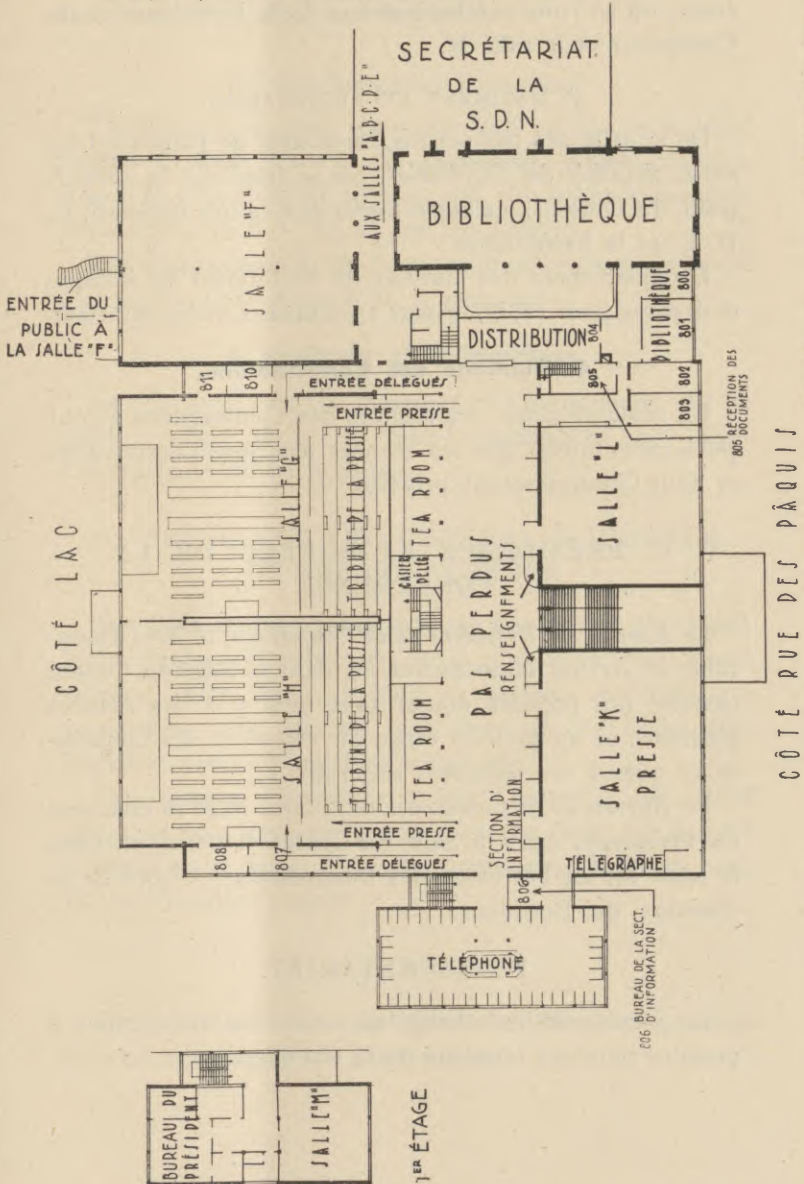 SECRÉTARIAT
DE LA
S. D. N.
AUX SALLES "A-B-C-D-E"
BIBLIOTHÈQUE
SALLE "F"
ENTRÉE DU
PUBLIC À
LA SALLE "F"
DISTRIBUTION
804
BIBLIOTHÈQUE
800
801
802
803
805
805 RÉCEPTION DES
DOCUMENTS
811
810
ENTRÉE DÉLÉGUÉS
ENTRÉE PRESSE
CÔTÉ LAC
SALLE "G"
TRIBUNE DE LA PRESSE
TEA ROOM
SALLE "L"
CASIER
DÉLÉG
PAS PERDUS
RENSEIGNEMENTS
CÔTÉ RUE DES PÂQUIS
SALLE "H"
TRIBUNE DE LA PRESSE
TEA ROOM
SALLE "K"
PRESSE
SECTION D'
INFORMATION
808
807
ENTRÉE PRESSE
ENTRÉE DÉLÉGUÉS
TÉLÉGRAPHE
806
TÉLÉPHONE
806 BUREAU DE LA SECT.
D'INFORMATION
BUREAU DU
PRÉSIDENT
SALLE "M"
1ER ÉTAGE